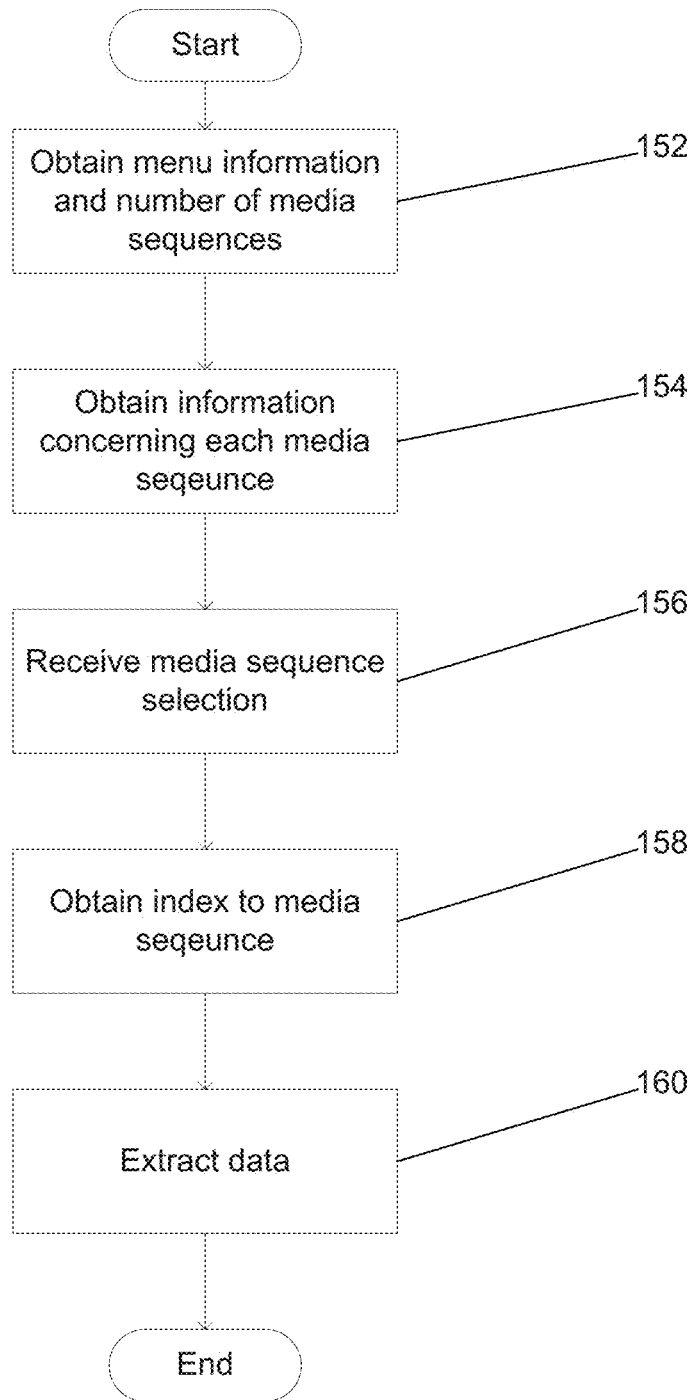 Start
Obtain menu information
and number of media
sequences
152
Obtain information
concerning each media
seqeunce
154
Receive media sequence
selection
156
Obtain index to media
seqeunce
158
Extract data
160
End